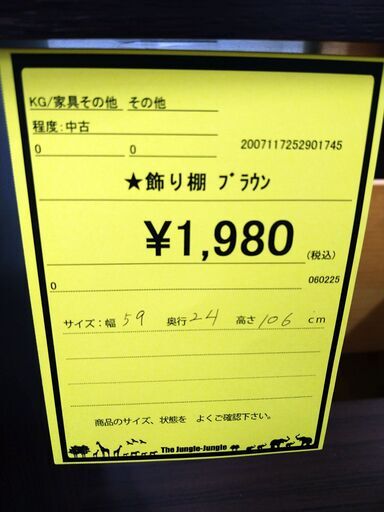 KG/家具その他 その他
程度:中古
0 0 2007117252901745
★飾り棚 ﾌﾞﾗｳﾝ
¥1,980 (税込)
0 060225
サイズ:幅 59 奥行 24 高さ 106 cm
商品のサイズ、状態を よくご確認下さい。
The Jungle-Jungle